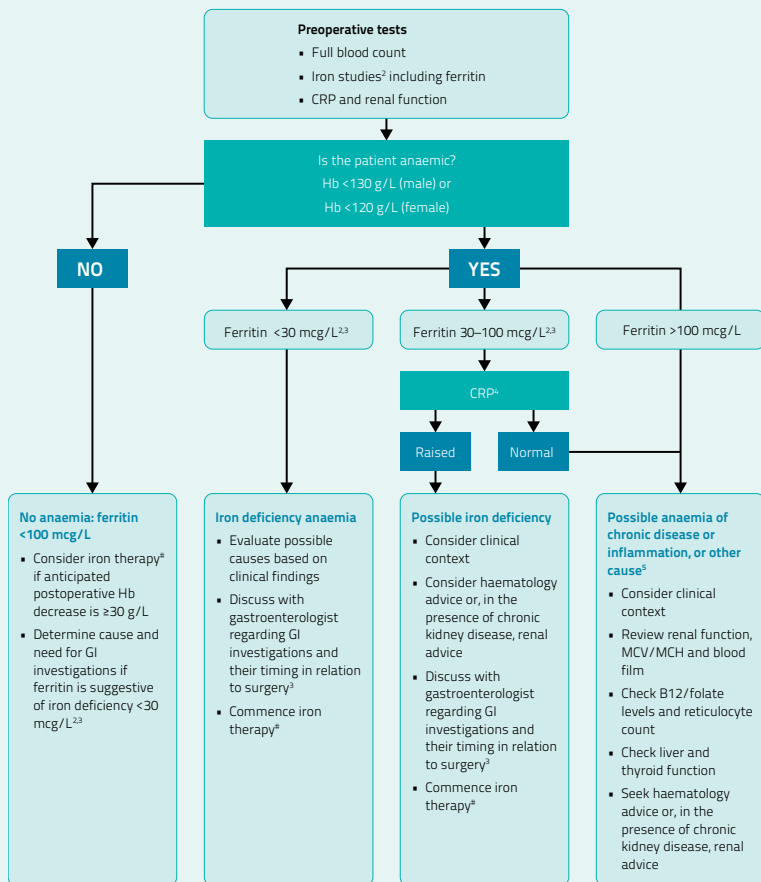 Preoperative tests
▪ Full blood count
▪ Iron studies² including ferritin
▪ CRP and renal function
Is the patient anaemic?
Hb <130 g/L (male) or
Hb <120 g/L (female)
NO
YES
Ferritin <30 mcg/L²,³
Ferritin 30–100 mcg/L²,³
Ferritin >100 mcg/L
CRP⁴
Raised
Normal
No anaemia: ferritin
<100 mcg/L
▪ Consider iron therapy#
if anticipated
postoperative Hb
decrease is ≥30 g/L
▪ Determine cause and
need for GI
investigations if
ferritin is suggestive
of iron deficiency <30
mcg/L²,³
Iron deficiency anaemia
▪ Evaluate possible
causes based on
clinical findings
▪ Discuss with
gastroenterologist
regarding GI
investigations and
their timing in relation
to surgery³
▪ Commence iron
therapy#
Possible iron deficiency
▪ Consider clinical
context
▪ Consider haematology
advice or, in the
presence of chronic
kidney disease, renal
advice
▪ Discuss with
gastroenterologist
regarding GI
investigations and
their timing in relation
to surgery³
▪ Commence iron
therapy#
Possible anaemia of
chronic disease or
inflammation, or other
cause⁵
▪ Consider clinical
context
▪ Review renal function,
MCV/MCH and blood
film
▪ Check B12/folate
levels and reticulocyte
count
▪ Check liver and
thyroid function
▪ Seek haematology
advice or, in the
presence of chronic
kidney disease, renal
advice